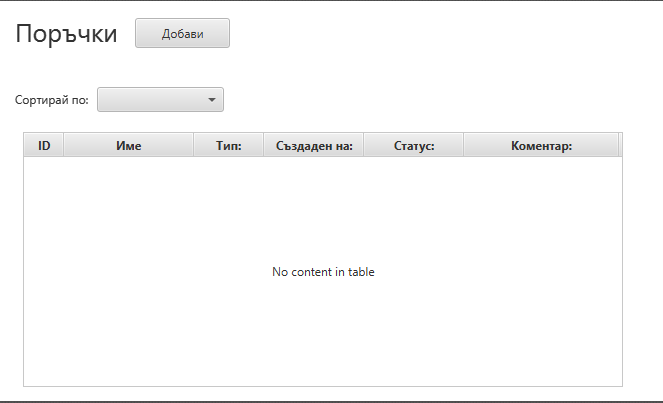 Поръчки Добави
Сортирай по:
ID Име Тип: Създаден на: Статус: Коментар:
No content in table